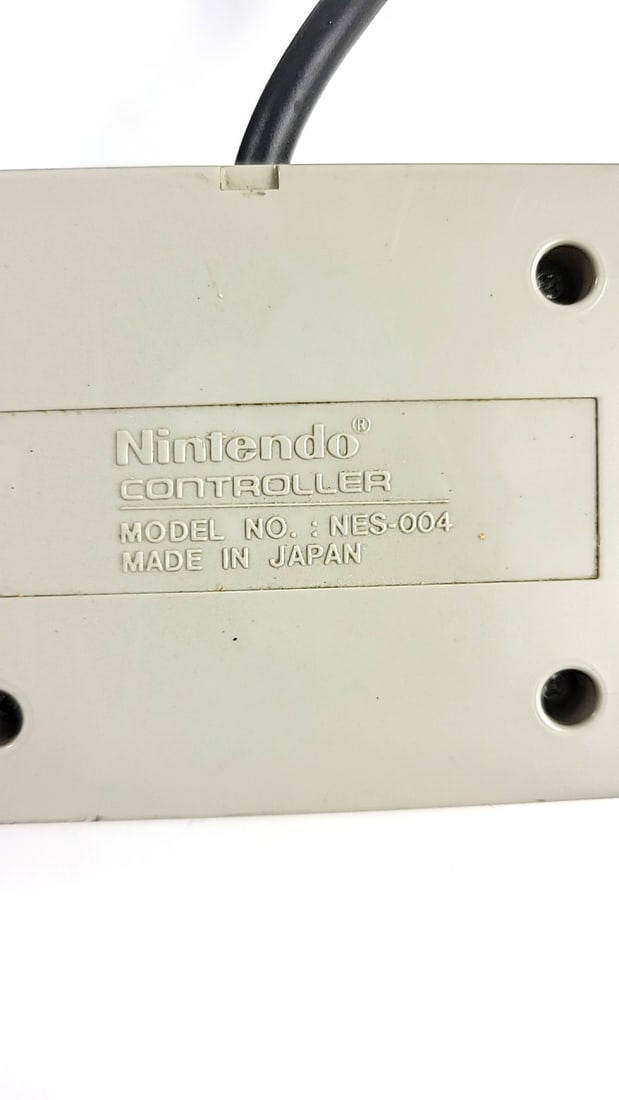 Nintendo®
CONTROLLER
MODEL NO. : NES-004
MADE IN JAPAN